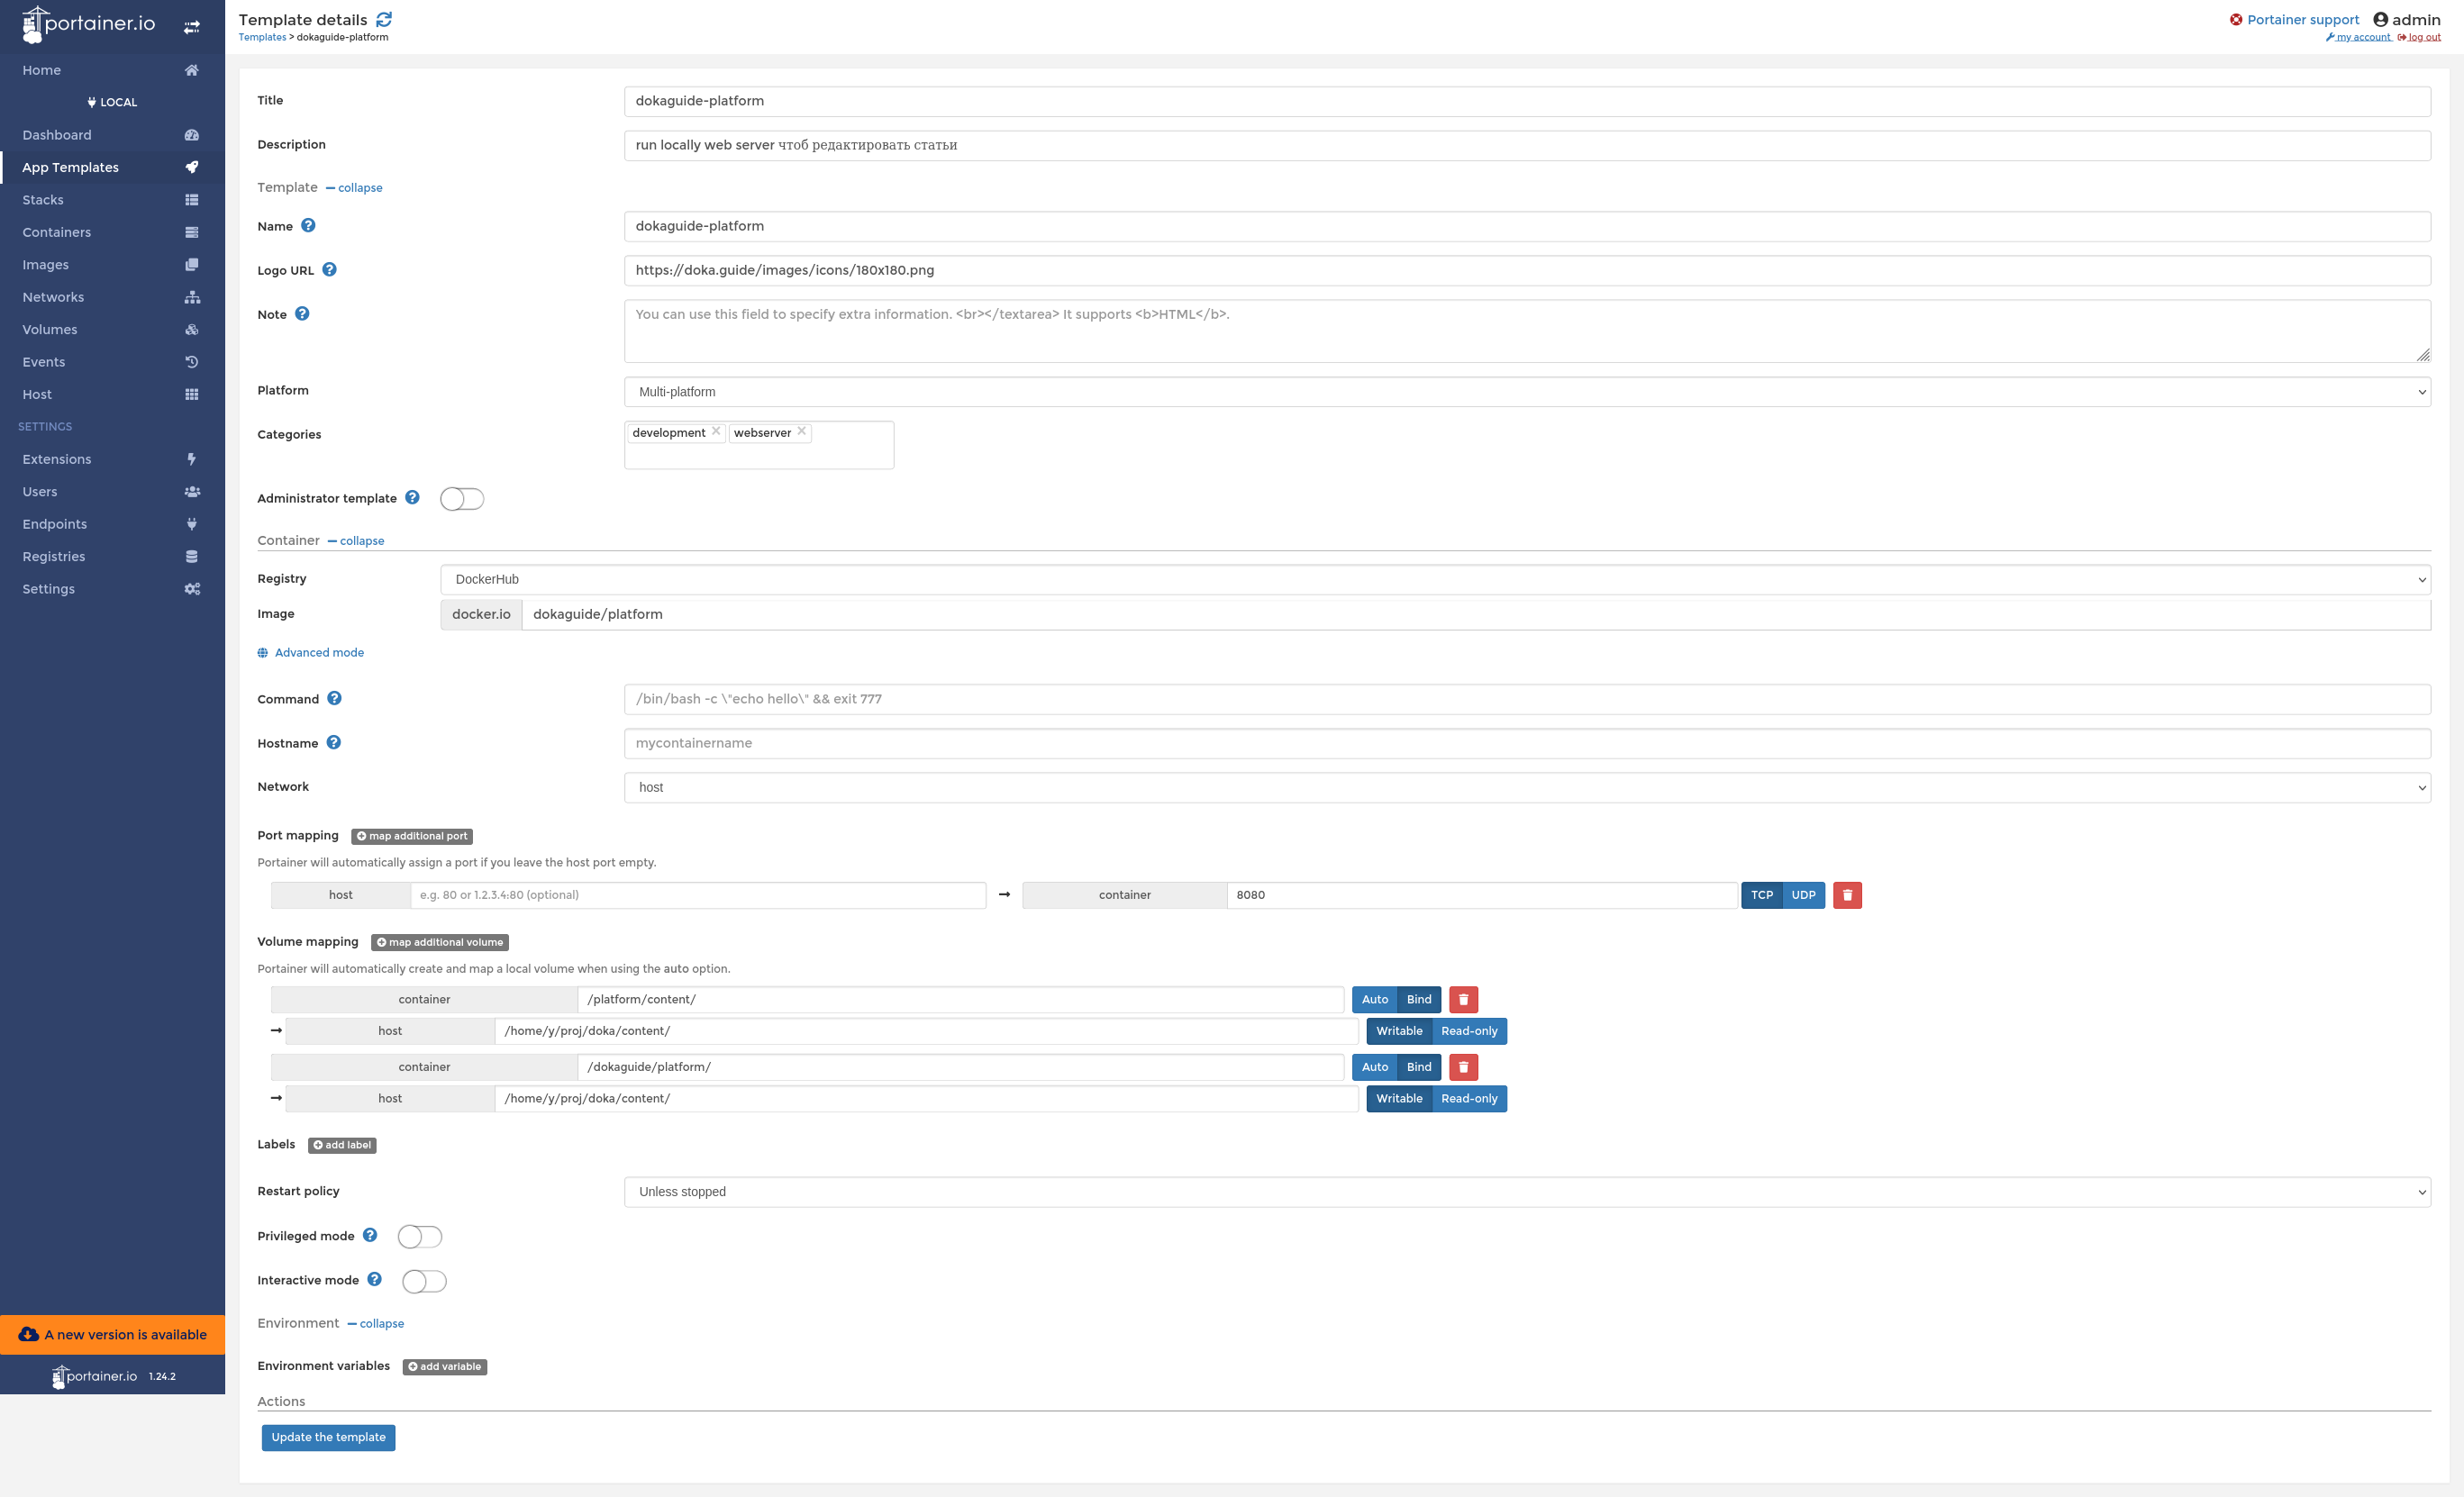 portainer.io
Home
LOCAL
Dashboard
App Templates
Stacks
Containers
Images
Networks
Volumes
Events
Host
SETTINGS
Extensions
Users
Endpoints
Registries
Settings
A new version is available
portainer.io 1.24.2
Template details
Templates > dokaguide-platform
Portainer support admin
my account log out
Title dokaguide-platform
Description run locally web server чтоб редактировать статьи
Template collapse
Name dokaguide-platform
Logo URL https://doka.guide/images/icons/180x180.png
Note You can use this field to specify extra information. <br></textarea> It supports <b>HTML</b>.
Platform Multi-platform
Categories development webserver
Administrator template
Container collapse
Registry DockerHub
Image docker.io dokaguide/platform
Advanced mode
Command /bin/bash -c \"echo hello\" && exit 777
Hostname mycontainername
Network host
Port mapping map additional port
Portainer will automatically assign a port if you leave the host port empty.
host e.g. 80 or 1.2.3.4:80 (optional) → container 8080 TCP UDP
Volume mapping map additional volume
Portainer will automatically create and map a local volume when using the auto option.
container /platform/content/ Auto Bind
→ host /home/y/proj/doka/content/ Writable Read-only
container /dokaguide/platform/ Auto Bind
→ host /home/y/proj/doka/content/ Writable Read-only
Labels add label
Restart policy Unless stopped
Privileged mode
Interactive mode
Environment collapse
Environment variables add variable
Actions
Update the template